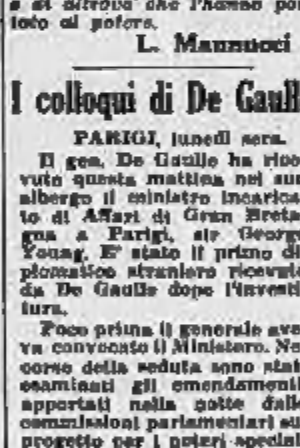 e si altrove che l'hanno por
tato al potere.
L. Mannucci
I colloqui di De Gaull
PARIGI, lunedì sera.
Il gen. De Gaulle ha rice
vuto questa mattina nel suo
albergo il ministro incarica
to di Affari di Gran Breta
gna a Parigi, sir George
Young. E' stato il primo di
plomatico straniero ricevuto
da De Gaulle dopo l'investi
tura.
Poco prima il generale ave
va convocato il Ministero. Nel
corso della seduta sono stati
esaminati gli emendamenti
apportati nella notte dalle
commissioni parlamentari sul
progetto per i poteri speciali